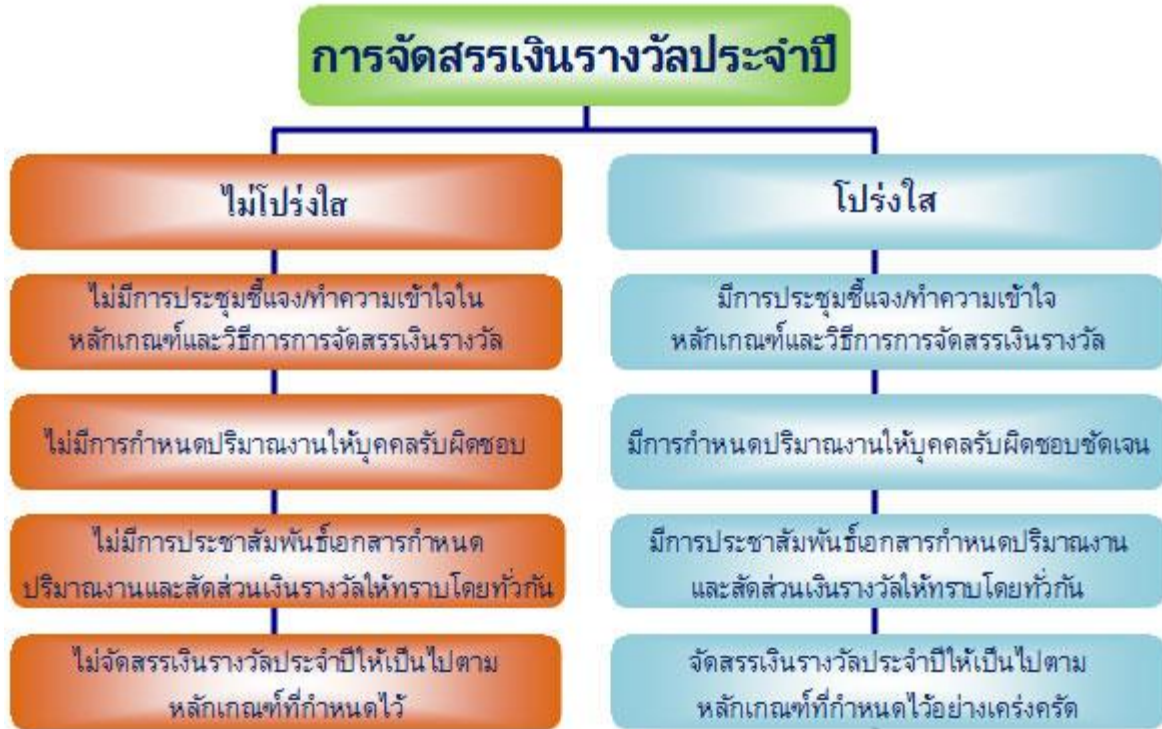 การจัดสรรเงินรางวัลประจำปี
ไม่โปร่งใส
ไม่มีการประชุมชี้แจง/ทำความเข้าใจใน
หลักเกณฑ์และวิธีการการจัดสรรเงินรางวัล
ไม่มีการกำหนดปริมาณงานให้บุคคลรับผิดชอบ
ไม่มีการประชาสัมพันธ์เอกสารกำหนด
ปริมาณงานและสัดส่วนเงินรางวัลให้ทราบโดยทั่วกัน
ไม่จัดสรรเงินรางวัลประจำปีให้เป็นไปตาม
หลักเกณฑ์ที่กำหนดไว้
โปร่งใส
มีการประชุมชี้แจง/ทำความเข้าใจ
หลักเกณฑ์และวิธีการการจัดสรรเงินรางวัล
มีการกำหนดปริมาณงานให้บุคคลรับผิดชอบชัดเจน
มีการประชาสัมพันธ์เอกสารกำหนดปริมาณงาน
และสัดส่วนเงินรางวัลให้ทราบโดยทั่วกัน
จัดสรรเงินรางวัลประจำปีให้เป็นไปตาม
หลักเกณฑ์ที่กำหนดไว้อย่างเคร่งครัด